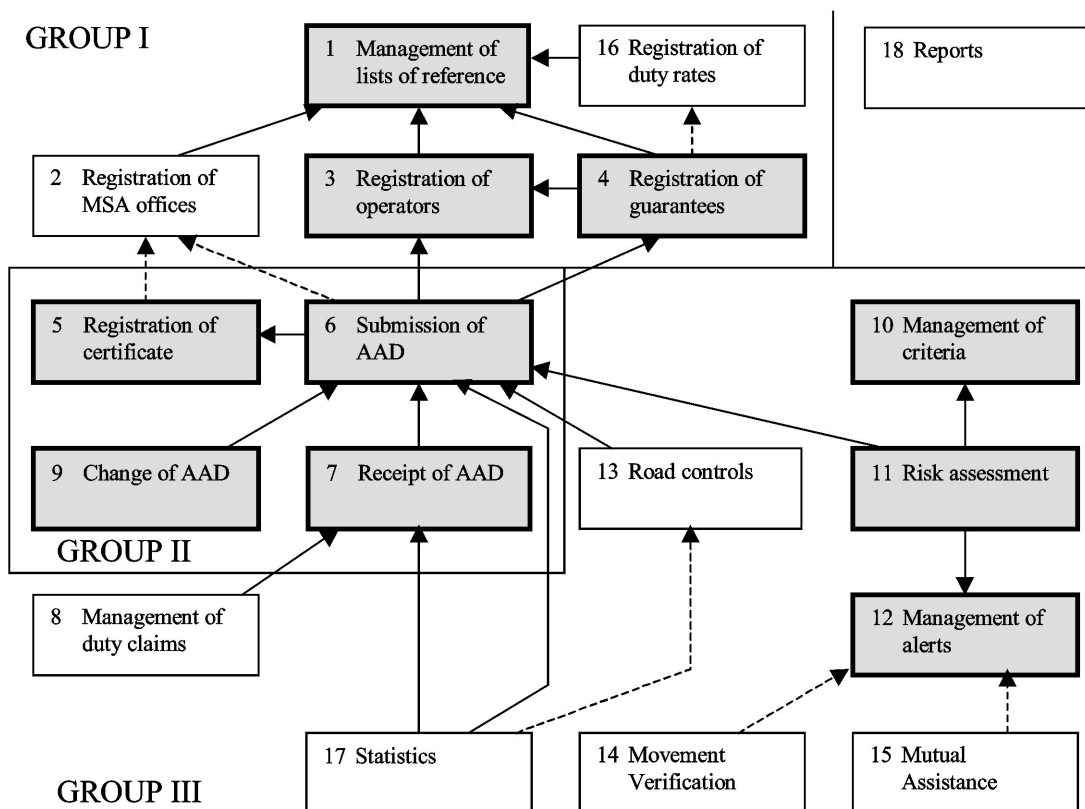 GROUP I
1 Management of
lists of reference
16 Registration of
duty rates
18 Reports
2 Registration of
MSA offices
3 Registration of
operators
4 Registration of
guarantees
5 Registration of
certificate
6 Submission of
AAD
10 Management of
criteria
9 Change of AAD
7 Receipt of AAD
13 Road controls
11 Risk assessment
GROUP II
8 Management of
duty claims
12 Management of
alerts
17 Statistics
14 Movement
Verification
15 Mutual
Assistance
GROUP III